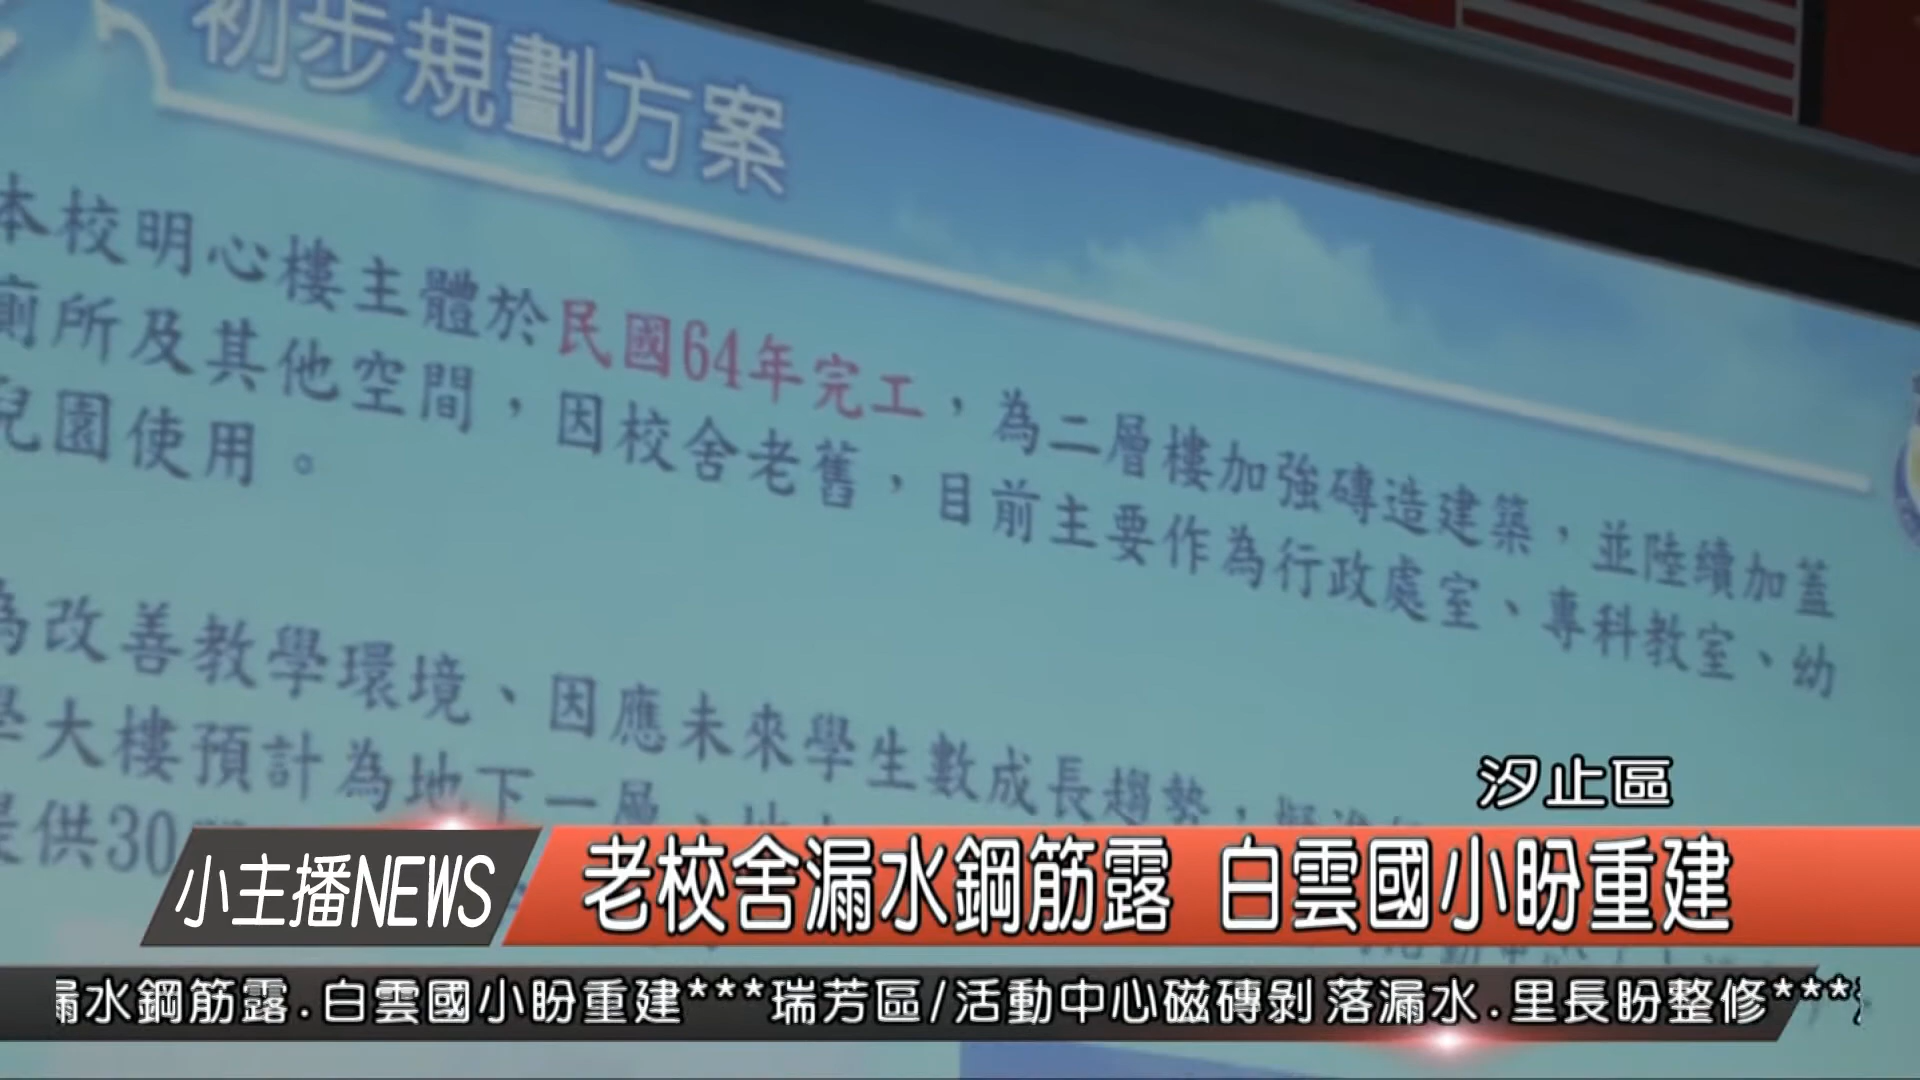 初步規劃方案
本校明心樓主體於民國64年完工，為二層樓加強磚造建築，並陸續加蓋
廁所及其他空間，因校舍老舊，目前主要作為行政處室、專科教室、幼
兒園使用。
為改善教學環境、因應未來學生數成長趨勢，
學大樓預計為地下一層、地
提供30
汐止區
小主播NEWS
老校舍漏水鋼筋露 白雲國小盼重建
漏水鋼筋露.白雲國小盼重建***瑞芳區/活動中心磁磚剝落漏水.里長盼整修***